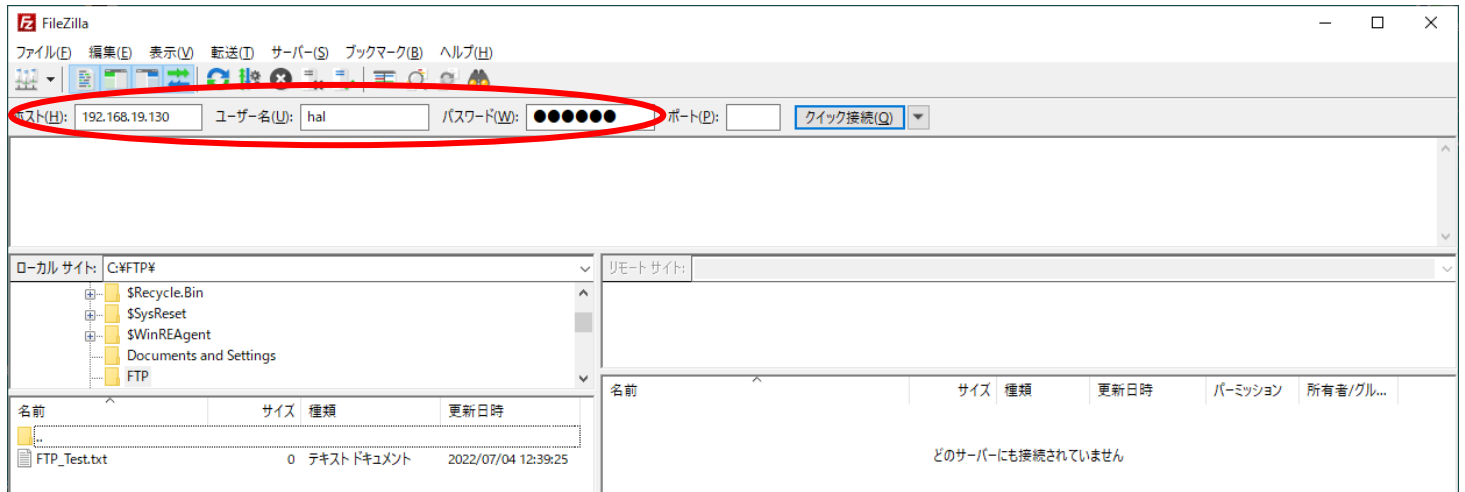 FileZilla
ファイル(F) 編集(E) 表示(V) 転送(T) サーバー(S) ブックマーク(B) ヘルプ(H)
ホスト(H): 192.168.19.130 ユーザー名(U): hal パスワード(W): ●●●●●● ポート(P): クイック接続(Q)
ローカル サイト: C:¥FTP¥
リモート サイト:
$Recycle.Bin
$SysReset
$WinREAgent
Documents and Settings
FTP
名前 サイズ 種類 更新日時
..
FTP_Test.txt 0 テキスト ドキュメント 2022/07/04 12:39:25
名前 サイズ 種類 更新日時 パーミッション 所有者/グル...
どのサーバーにも接続されていません